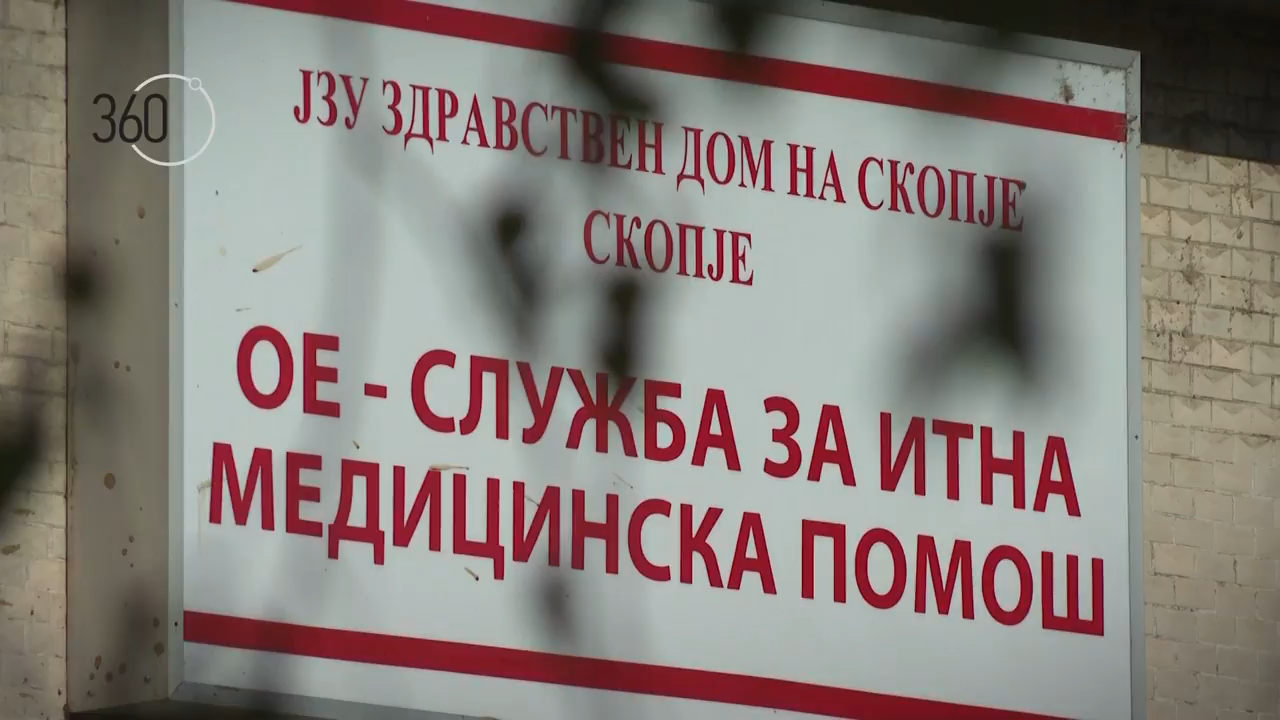 360
ЈЗУ ЗДРАВСТВЕН ДОМ НА СКОПЈЕ
СКОПЈЕ
ОЕ - СЛУЖБА ЗА ИТНА
МЕДИЦИНСКА ПОМОШ